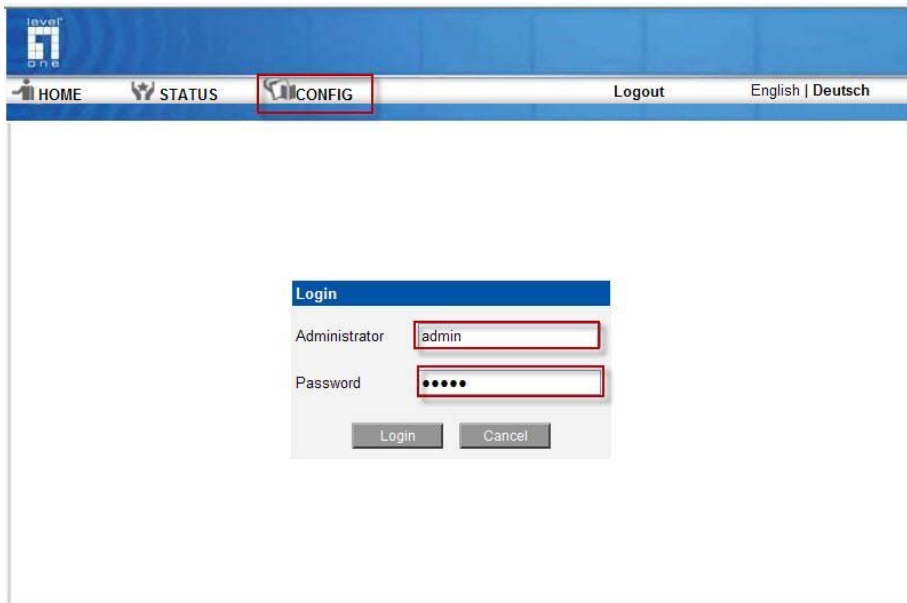 level
one
HOME STATUS CONFIG Logout English | Deutsch
Login
Administrator admin
Password •••••
Login Cancel